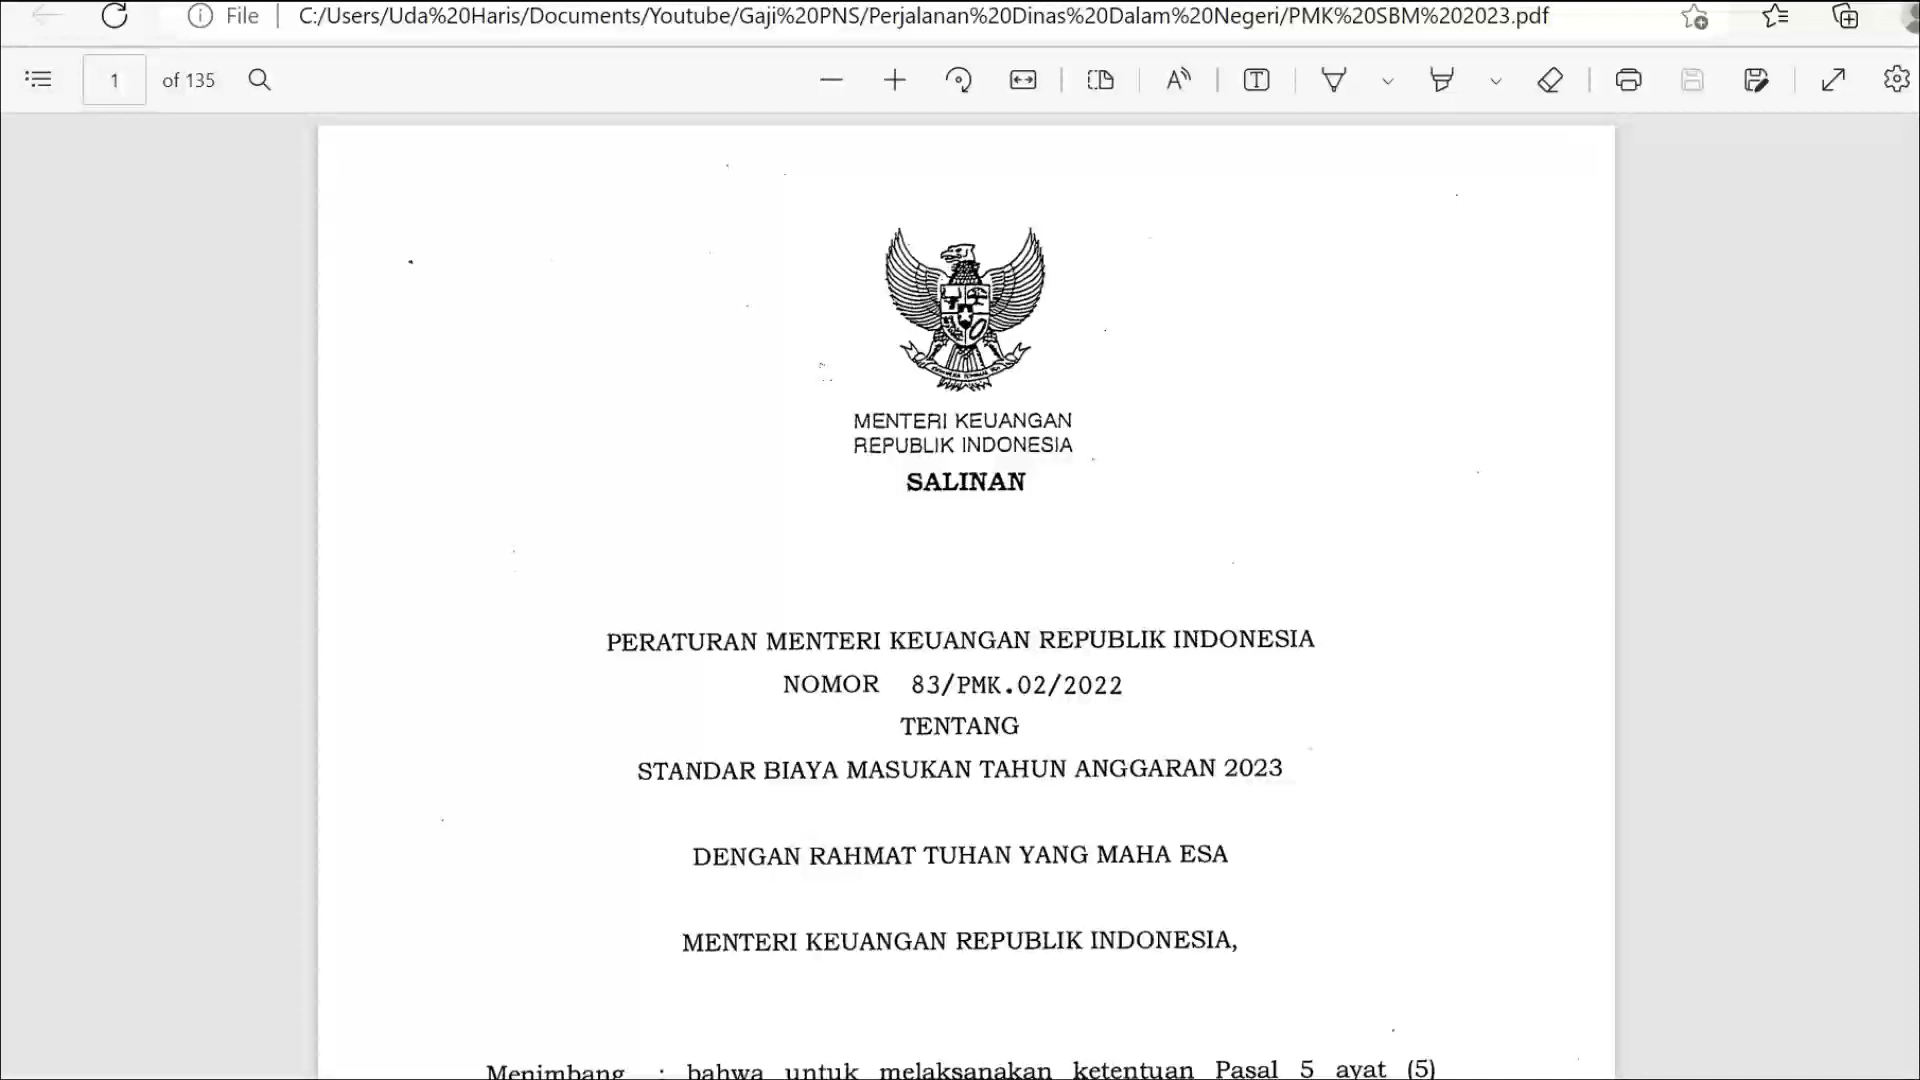 File
C:/Users/Uda%20Haris/Documents/Youtube/Gaji%20PNS/Perjalanan%20Dinas%20Dalam%20Negeri/PMK%20SBM%202023.pdf
1 of 135
MENTERI KEUANGAN
REPUBLIK INDONESIA
SALINAN
PERATURAN MENTERI KEUANGAN REPUBLIK INDONESIA
NOMOR 83/PMK.02/2022
TENTANG
STANDAR BIAYA MASUKAN TAHUN ANGGARAN 2023
DENGAN RAHMAT TUHAN YANG MAHA ESA
MENTERI KEUANGAN REPUBLIK INDONESIA,
Menimbang : bahwa untuk melaksanakan ketentuan Pasal 5 ayat (5)